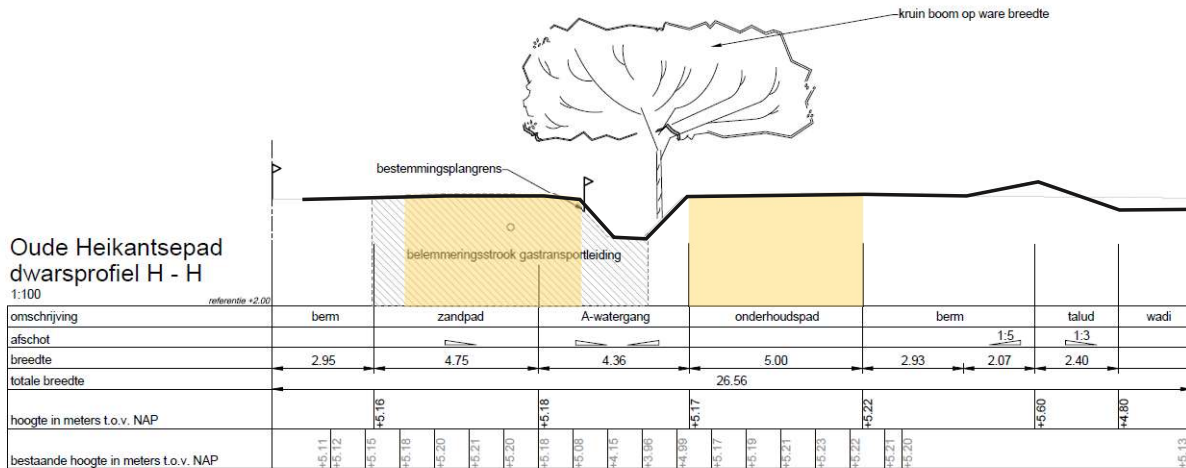 kruin boom op ware breedte
bestemmingsplangrens
belemmeringsstrook gastransportleiding
Oude Heikantsepad
dwarsprofiel H - H
1:100
referentie +2.00
omschrijving berm zandpad A-watergang onderhoudspad berm talud wadi
afschot 1:5 1:3
breedte 2.95 4.75 4.36 5.00 2.93 2.07 2.40
totale breedte 26.56
hoogte in meters t.o.v. NAP +5.16 +5.18 +5.17 +5.22 +5.60 +4.80
bestaande hoogte in meters t.o.v. NAP +5.11 +5.12 +5.15 +5.18 +5.20 +5.21 +5.20 +5.18 +5.08 +4.15 +3.96 +4.99 +5.17 +5.19 +5.21 +5.23 +5.22 +5.21 +5.20 +5.13